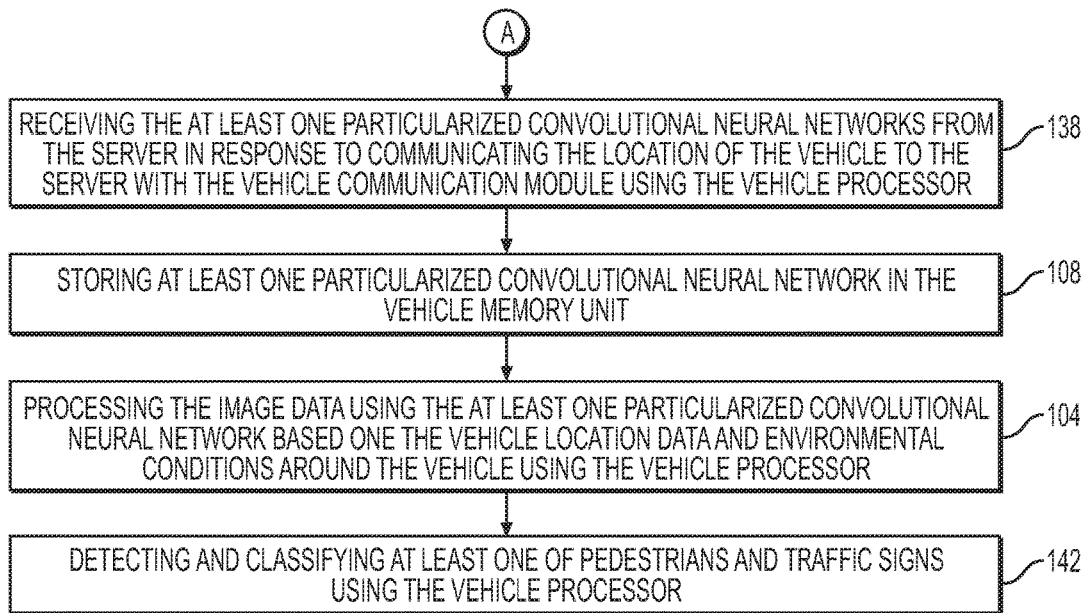 A
RECEIVING THE AT LEAST ONE PARTICULARIZED CONVOLUTIONAL NEURAL NETWORKS FROM
THE SERVER IN RESPONSE TO COMMUNICATING THE LOCATION OF THE VEHICLE TO THE
SERVER WITH THE VEHICLE COMMUNICATION MODULE USING THE VEHICLE PROCESSOR
138
STORING AT LEAST ONE PARTICULARIZED CONVOLUTIONAL NEURAL NETWORK IN THE
VEHICLE MEMORY UNIT
108
PROCESSING THE IMAGE DATA USING THE AT LEAST ONE PARTICULARIZED CONVOLUTIONAL
NEURAL NETWORK BASED ONE THE VEHICLE LOCATION DATA AND ENVIRONMENTAL
CONDITIONS AROUND THE VEHICLE USING THE VEHICLE PROCESSOR
104
DETECTING AND CLASSIFYING AT LEAST ONE OF PEDESTRIANS AND TRAFFIC SIGNS
USING THE VEHICLE PROCESSOR
142